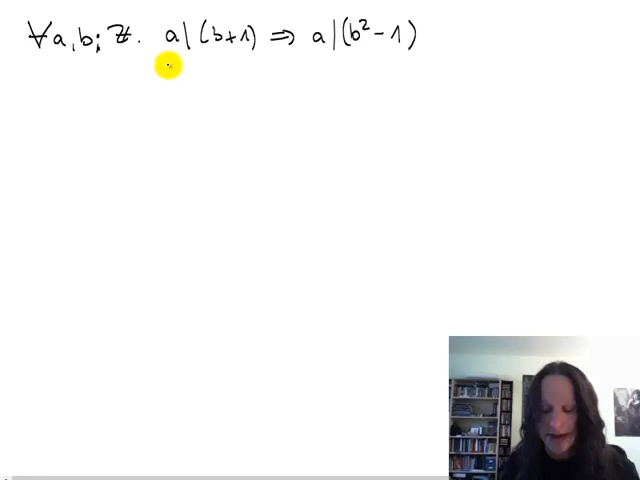 ∀a,b:ℤ. a|(b+1) ⇒ a|(b²-1)